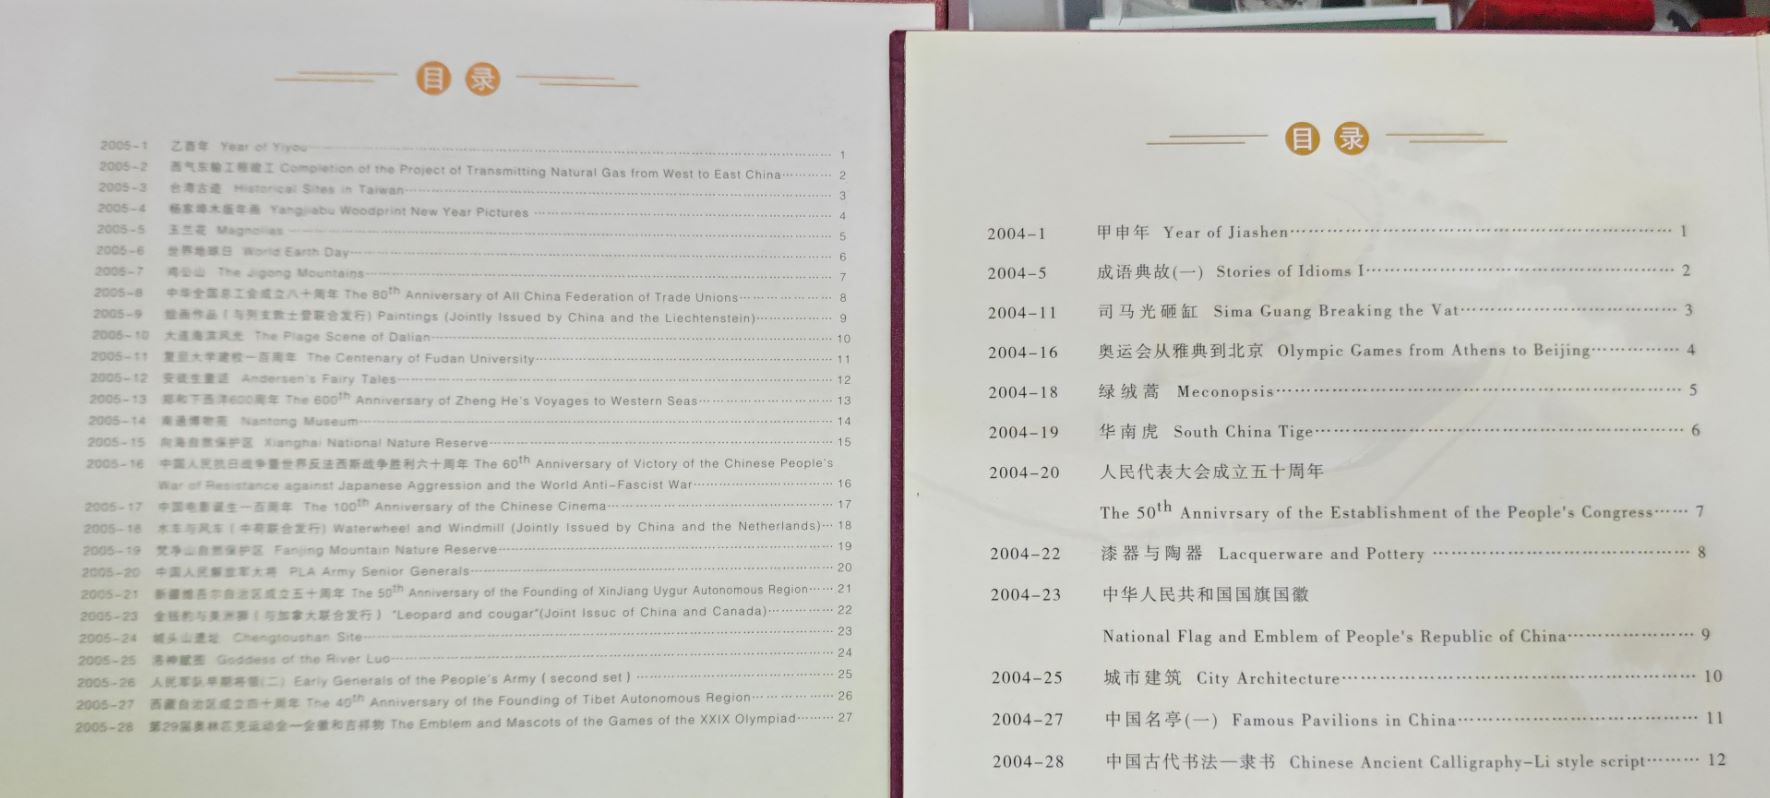 目录
2005-1 乙酉年 Year of Yiyou 1
2005-2 西气东输工程竣工 Completion of the Project of Transmitting Natural Gas from West to East China 2
2005-3 台湾古迹 Historical Sites in Taiwan 3
2005-4 杨家埠木版年画 Yangjiabu Woodprint New Year Pictures 4
2005-5 玉兰花 Magnolias 5
2005-6 世界地球日 World Earth Day 6
2005-7 鸡公山 The Jigong Mountains 7
2005-8 中华全国总工会成立八十周年 The 80th Anniversary of All China Federation of Trade Unions 8
2005-9 绘画作品(与列支敦士登联合发行) Paintings (Jointly Issued by China and the Liechtenstein) 9
2005-10 大连海滨风光 The Plage Scene of Dalian 10
2005-11 复旦大学建校一百周年 The Centenary of Fudan University 11
2005-12 安徒生童话 Andersen's Fairy Tales 12
2005-13 郑和下西洋600周年 The 600th Anniversary of Zheng He's Voyages to Western Seas 13
2005-14 南通博物苑 Nantong Museum 14
2005-15 向海自然保护区 Xianghai National Nature Reserve 15
2005-16 中国人民抗日战争暨世界反法西斯战争胜利六十周年 The 60th Anniversary of Victory of the Chinese People's
War of Resistance against Japanese Aggression and the World Anti-Fascist War 16
2005-17 中国电影诞生一百周年 The 100th Anniversary of the Chinese Cinema 17
2005-18 水车与风车(中荷联合发行) Waterwheel and Windmill (Jointly Issued by China and the Netherlands) 18
2005-19 梵净山自然保护区 Fanjing Mountain Nature Reserve 19
2005-20 中国人民解放军大将 PLA Army Senior Generals 20
2005-21 新疆维吾尔自治区成立五十周年 The 50th Anniversary of the Founding of XinJiang Uygur Autonomous Region 21
2005-23 金钱豹与美洲狮(与加拿大联合发行) "Leopard and cougar"(Joint Issuc of China and Canada) 22
2005-24 城头山遗址 Chengtoushan Site 23
2005-25 洛神赋图 Goddess of the River Luo 24
2005-26 人民军队早期将领(二) Early Generals of the People's Army (second set) 25
2005-27 西藏自治区成立四十周年 The 40th Anniversary of the Founding of Tibet Autonomous Region 26
2005-28 第29届奥林匹克运动会—会徽和吉祥物 The Emblem and Mascots of the Games of the XXIX Olympiad 27
目录
2004-1 甲申年 Year of Jiashen 1
2004-5 成语典故(一) Stories of Idioms I 2
2004-11 司马光砸缸 Sima Guang Breaking the Vat 3
2004-16 奥运会从雅典到北京 Olympic Games from Athens to Beijing 4
2004-18 绿绒蒿 Meconopsis 5
2004-19 华南虎 South China Tige 6
2004-20 人民代表大会成立五十周年
The 50th Annivrsary of the Establishment of the People's Congress 7
2004-22 漆器与陶器 Lacquerware and Pottery 8
2004-23 中华人民共和国国旗国徽
National Flag and Emblem of People's Republic of China 9
2004-25 城市建筑 City Architecture 10
2004-27 中国名亭(一) Famous Pavilions in China 11
2004-28 中国古代书法—隶书 Chinese Ancient Calligraphy-Li style script 12